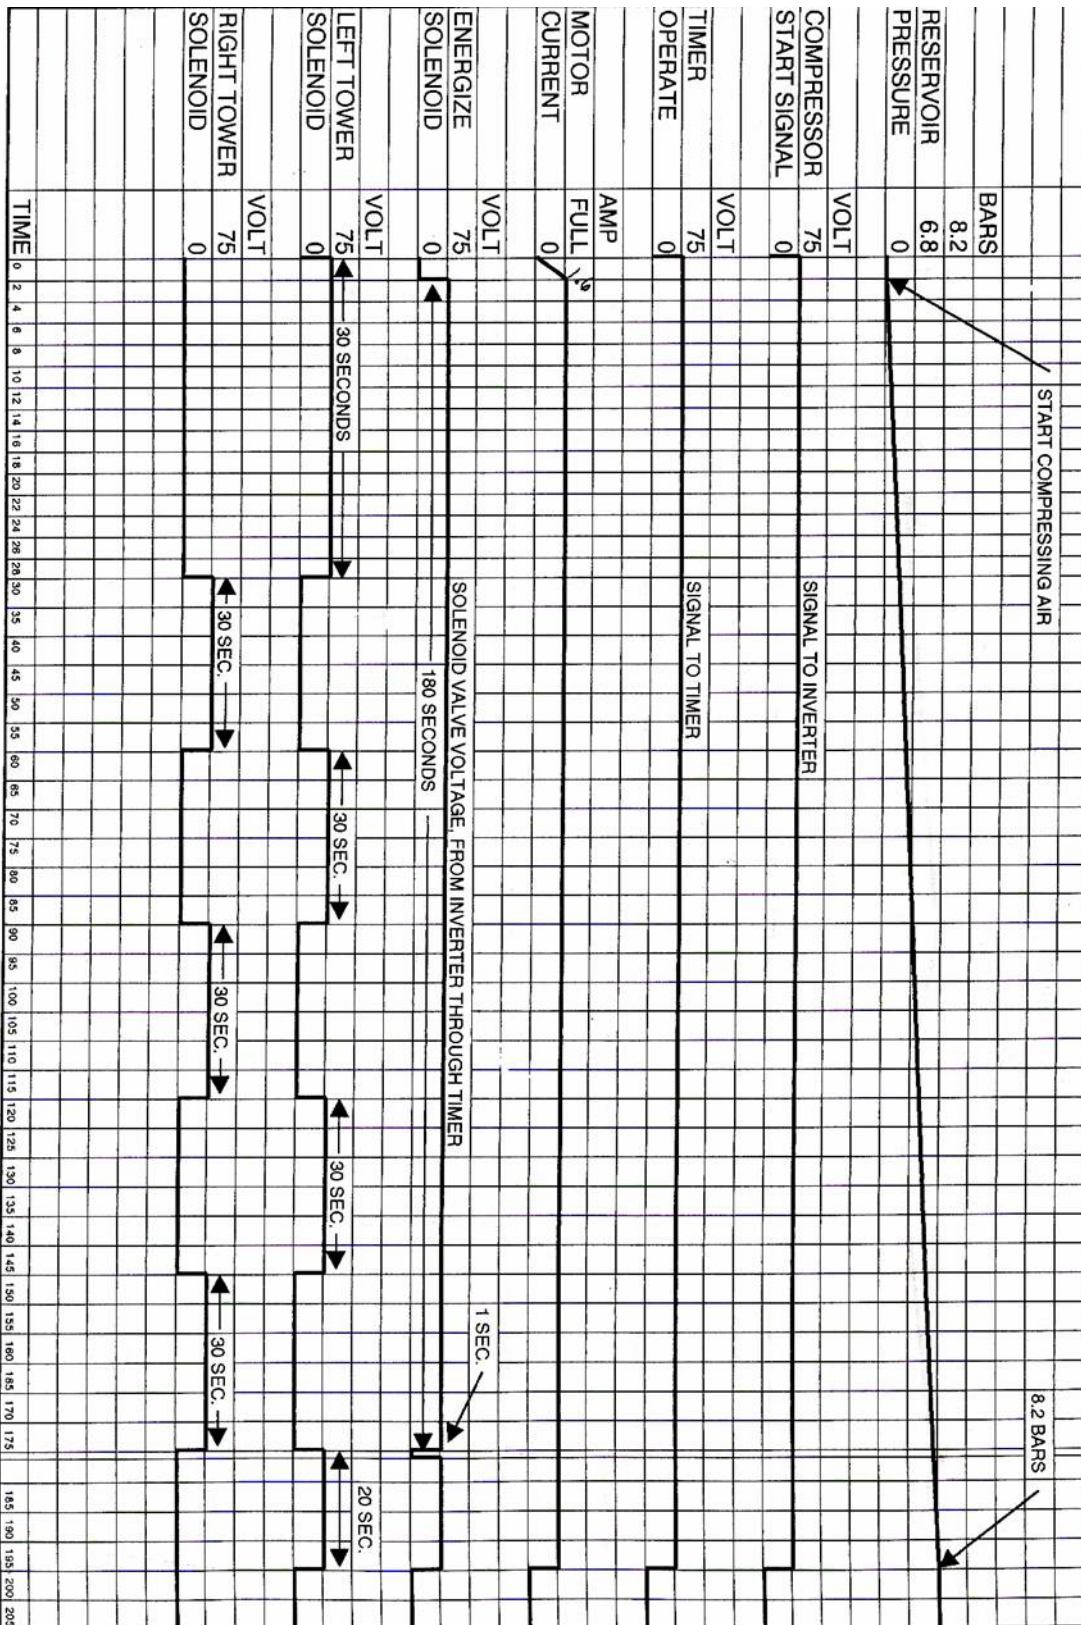 BARS
8.2
RESERVOIR 6.8
PRESSURE 0
START COMPRESSING AIR
8.2 BARS
VOLT
COMPRESSOR 75
START SIGNAL 0
SIGNAL TO INVERTER
VOLT
TIMER 75
OPERATE 0
SIGNAL TO TIMER
AMP
MOTOR FULL
CURRENT 0
VOLT
ENERGIZE 75
SOLENOID 0
SOLENOID VALVE VOLTAGE, FROM INVERTER THROUGH TIMER
1 SEC.
180 SECONDS
VOLT
LEFT TOWER 75
SOLENOID 0
30 SECONDS
30 SEC.
30 SEC.
20 SEC.
VOLT
RIGHT TOWER 75
SOLENOID 0
30 SEC.
30 SEC.
30 SEC.
TIME 0 2 4 6 8 10 12 14 16 18 20 22 24 26 28 30 35 40 45 50 55 60 65 70 75 80 85 90 95 100 105 110 115 120 125 130 135 140 145 150 155 160 165 170 175 185 190 195 200 205